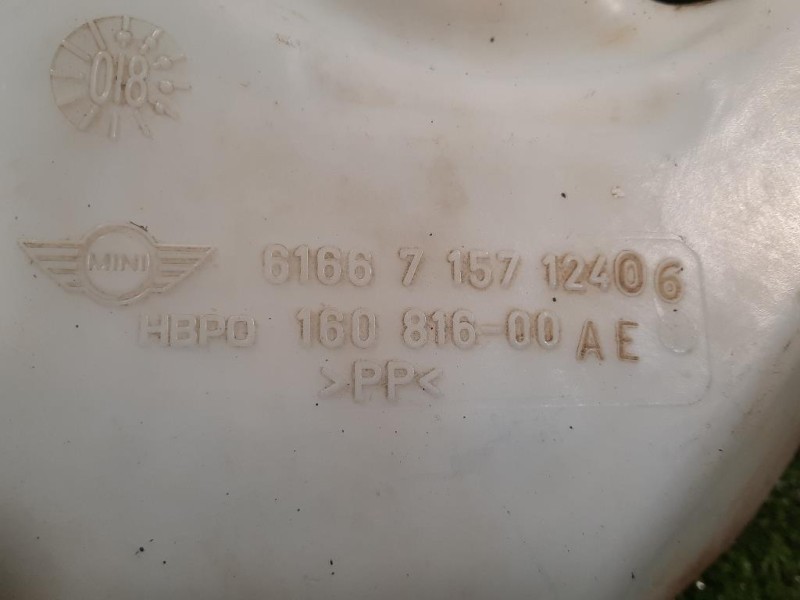 018
MINI
6166 7 157 12406
HBPO 160 816-00 AE
>PP<